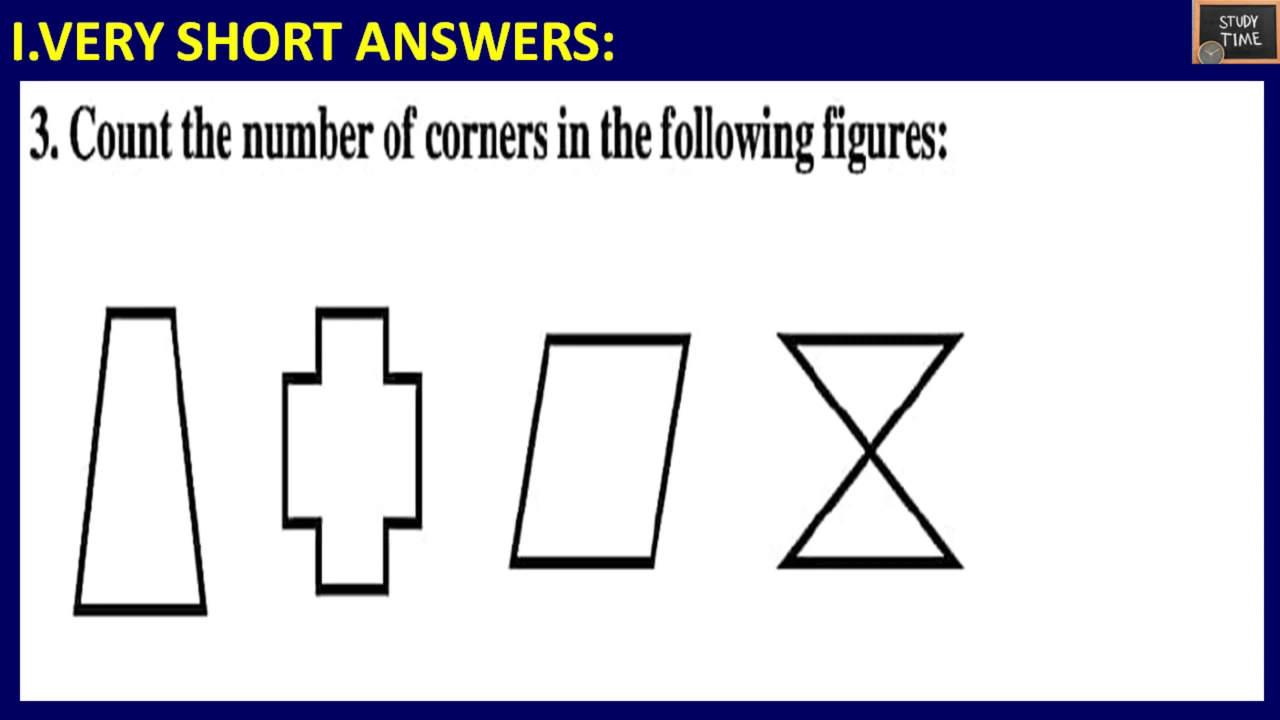 I.VERY SHORT ANSWERS:
STUDY
TIME
3. Count the number of corners in the following figures: